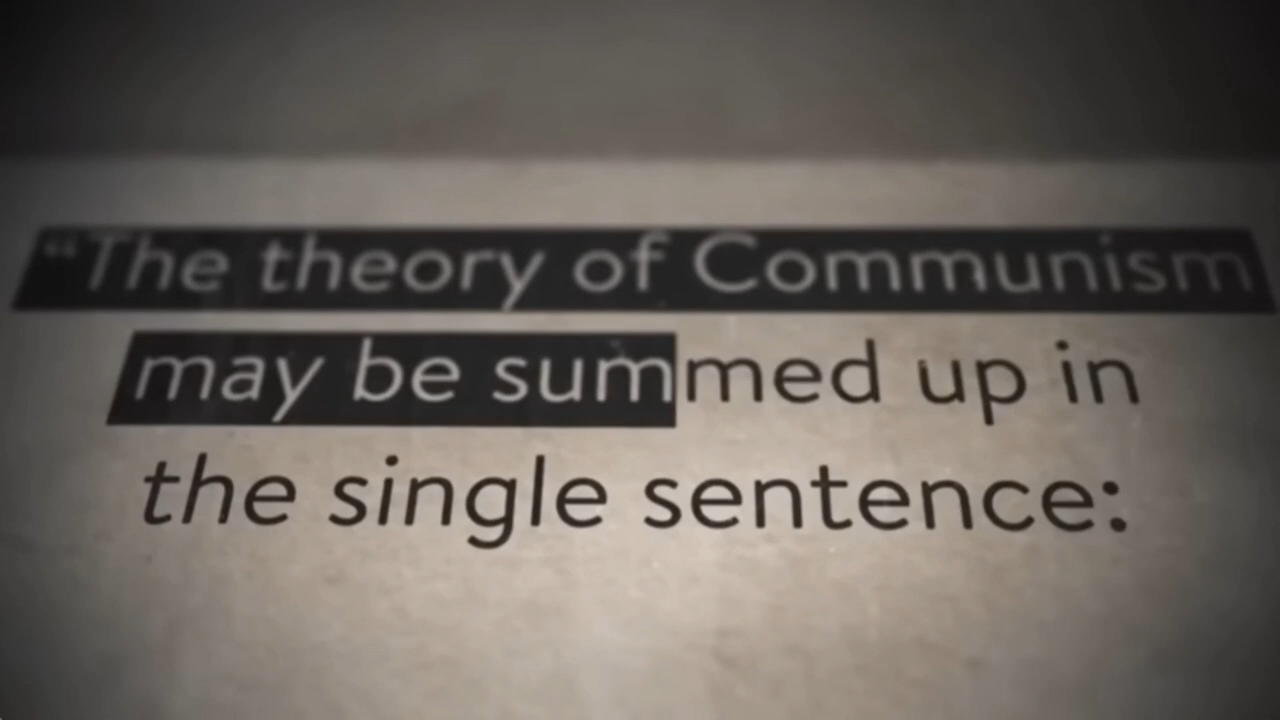 “The theory of Communism
may be summed up in
the single sentence: